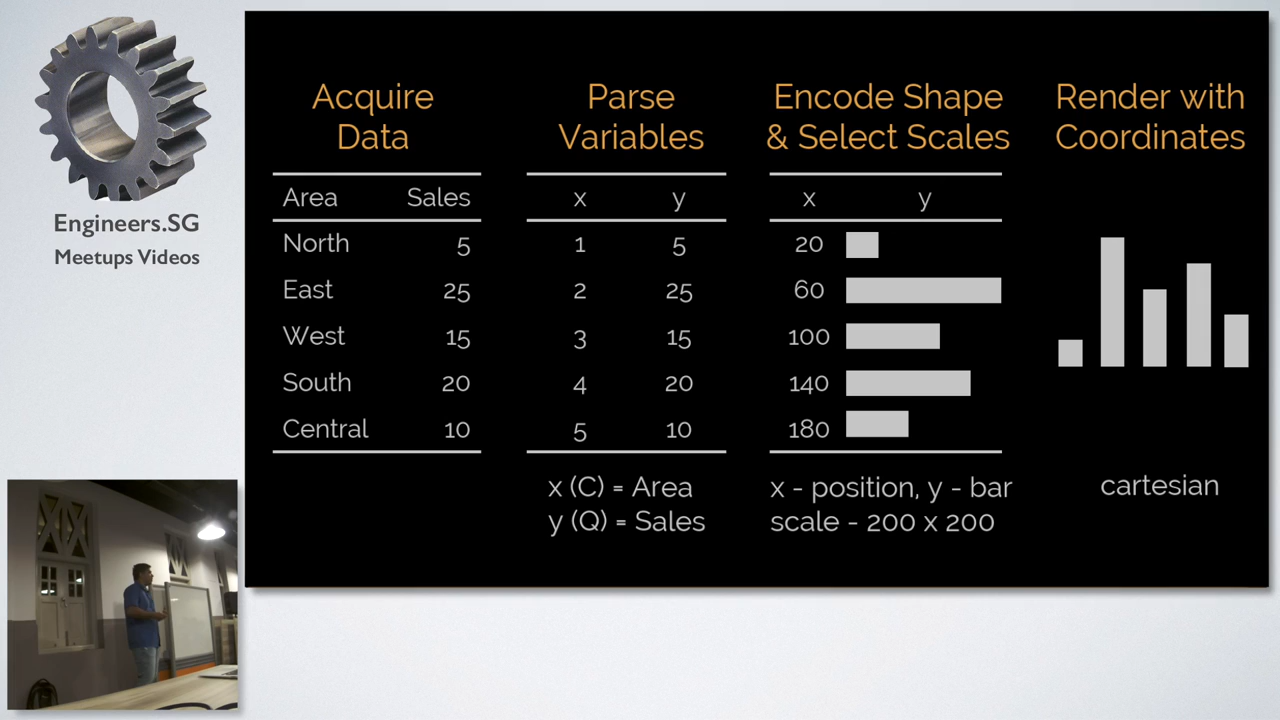 Engineers.SG
Meetups Videos
Acquire
Data
Area Sales
North 5
East 25
West 15
South 20
Central 10
Parse
Variables
x y
1 5
2 25
3 15
4 20
5 10
x (C) = Area
y (Q) = Sales
Encode Shape
& Select Scales
x y
20
60
100
140
180
x - position, y - bar
scale - 200 x 200
Render with
Coordinates
cartesian